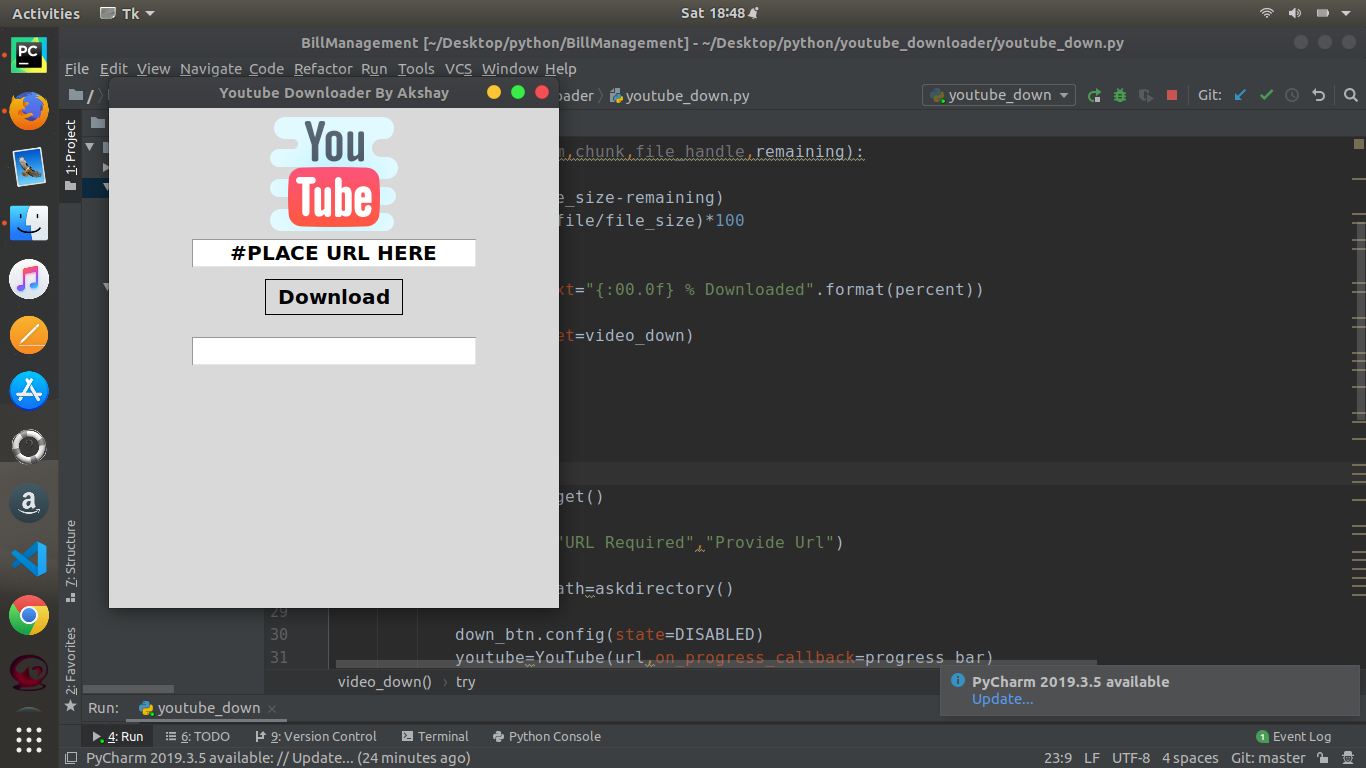 Activities Tk Sat 18:48
BillManagement [~/Desktop/python/BillManagement] - ~/Desktop/python/youtube_downloader/youtube_down.py
File Edit View Navigate Code Refactor Run Tools VCS Window Help
/ youtube_down.py youtube_down Git:
Youtube Downloader By Akshay
You
Tube
#PLACE URL HERE
Download
1: Project
7: Structure
2: Favorites
,chunk,file_handle,remaining):
_size-remaining)
file/file_size)*100
="{:00.0f} % Downloaded".format(percent))
=video_down)
get()
"URL Required","Provide Url")
ath=askdirectory()
29
30 down_btn.config(state=DISABLED)
31 youtube=YouTube(url,on_progress_callback=progress_bar)
video_down() › try
PyCharm 2019.3.5 available
Update...
Run: youtube_down ×
4: Run 6: TODO 9: Version Control Terminal Python Console 1 Event Log
PyCharm 2019.3.5 available: // Update... (24 minutes ago) 23:9 LF UTF-8 4 spaces Git: master